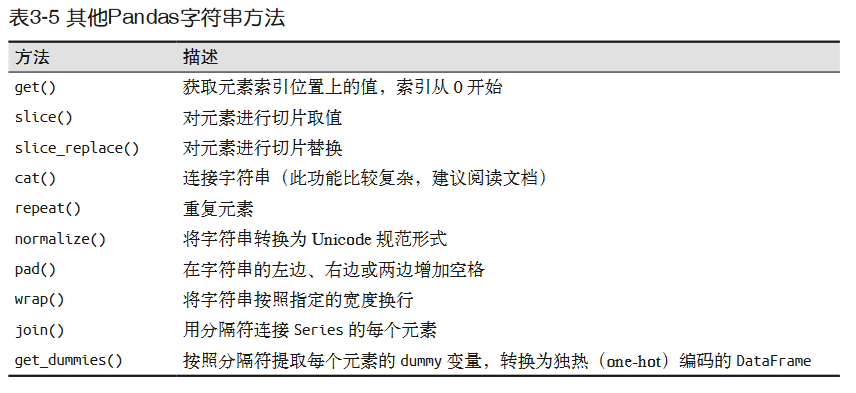 表3-5 其他Pandas字符串方法
方法 描述
get() 获取元素索引位置上的值，索引从 0 开始
slice() 对元素进行切片取值
slice_replace() 对元素进行切片替换
cat() 连接字符串（此功能比较复杂，建议阅读文档）
repeat() 重复元素
normalize() 将字符串转换为 Unicode 规范形式
pad() 在字符串的左边、右边或两边增加空格
wrap() 将字符串按照指定的宽度换行
join() 用分隔符连接 Series 的每个元素
get_dummies() 按照分隔符提取每个元素的 dummy 变量，转换为独热（one-hot）编码的 DataFrame